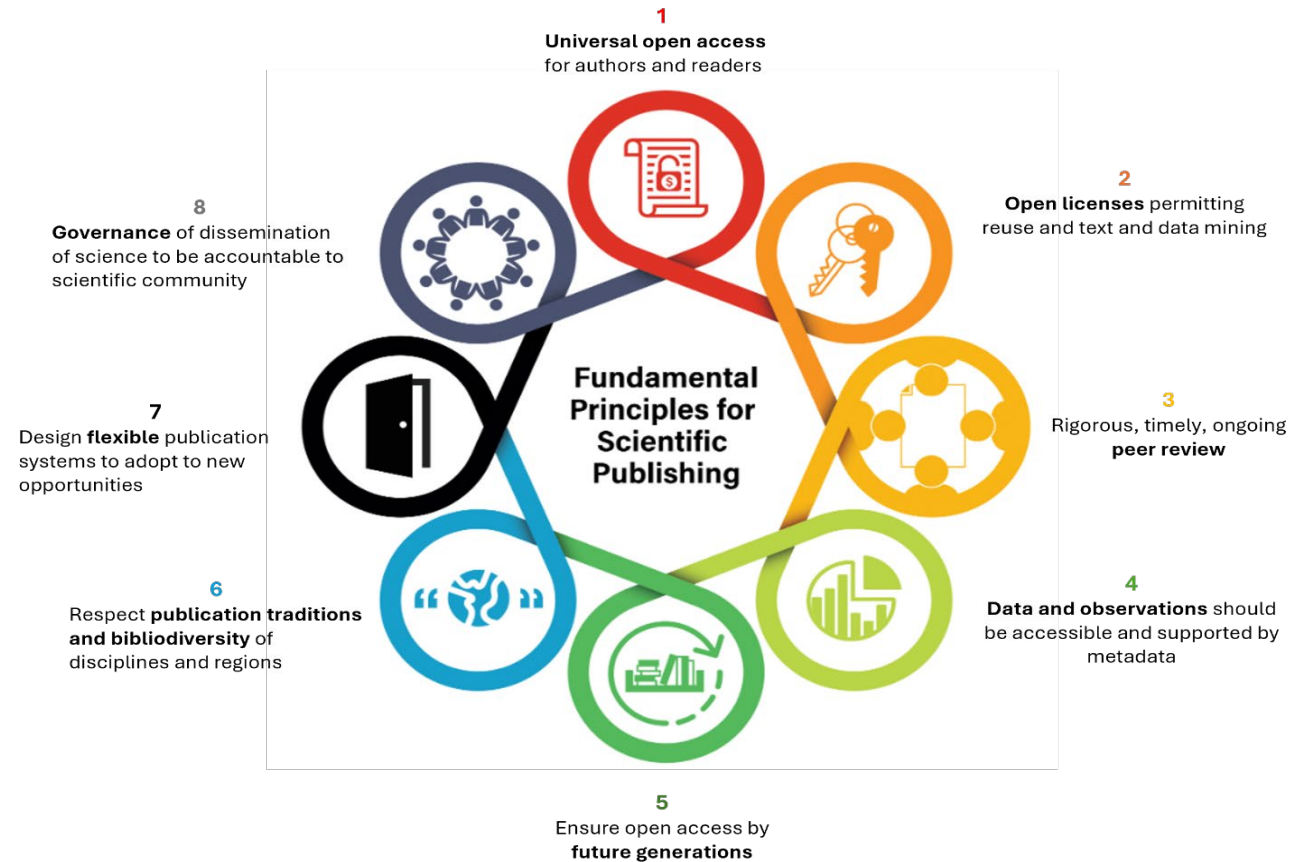 1
Universal open access
for authors and readers
2
Open licenses permitting
reuse and text and data mining
3
Rigorous, timely, ongoing
peer review
4
Data and observations should
be accessible and supported by
metadata
5
Ensure open access by
future generations
6
Respect publication traditions
and bibliodiversity of
disciplines and regions
7
Design flexible publication
systems to adopt to new
opportunities
8
Governance of dissemination
of science to be accountable to
scientific community
Fundamental
Principles for
Scientific
Publishing
$
“ ”